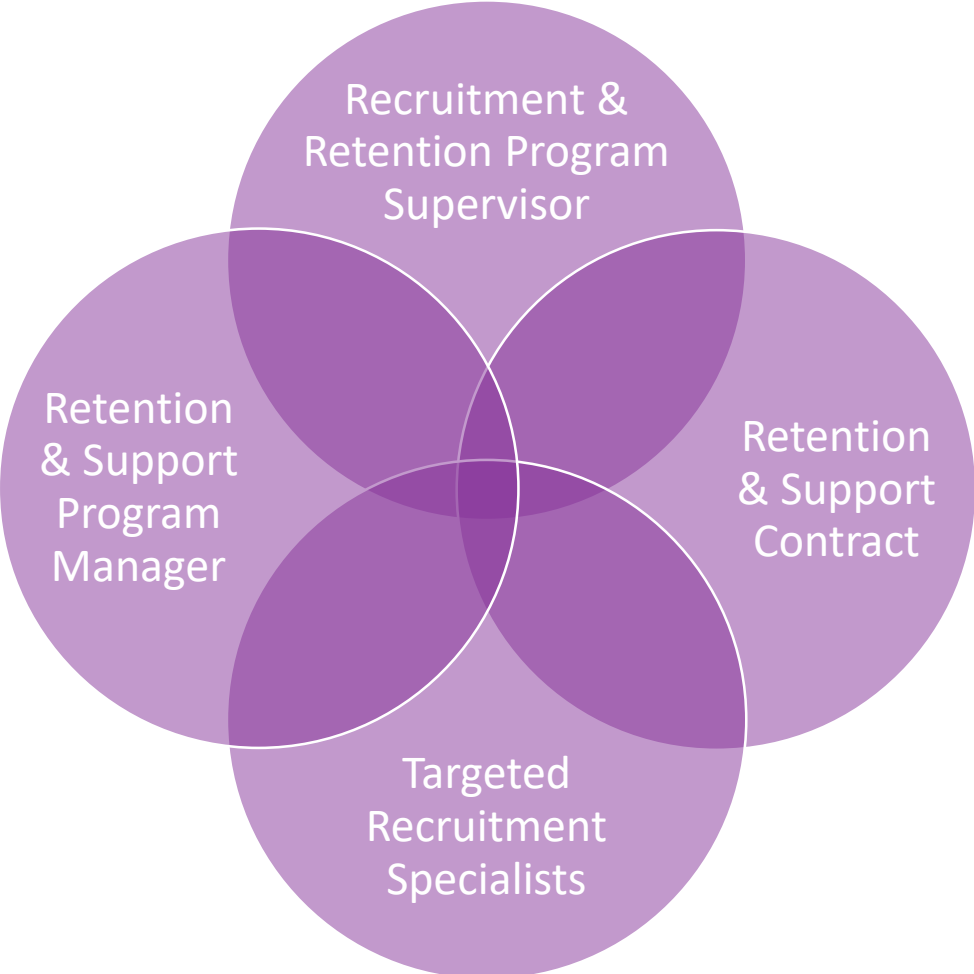 Recruitment &
Retention Program
Supervisor
Retention
& Support
Program
Manager
Retention
& Support
Contract
Targeted
Recruitment
Specialists